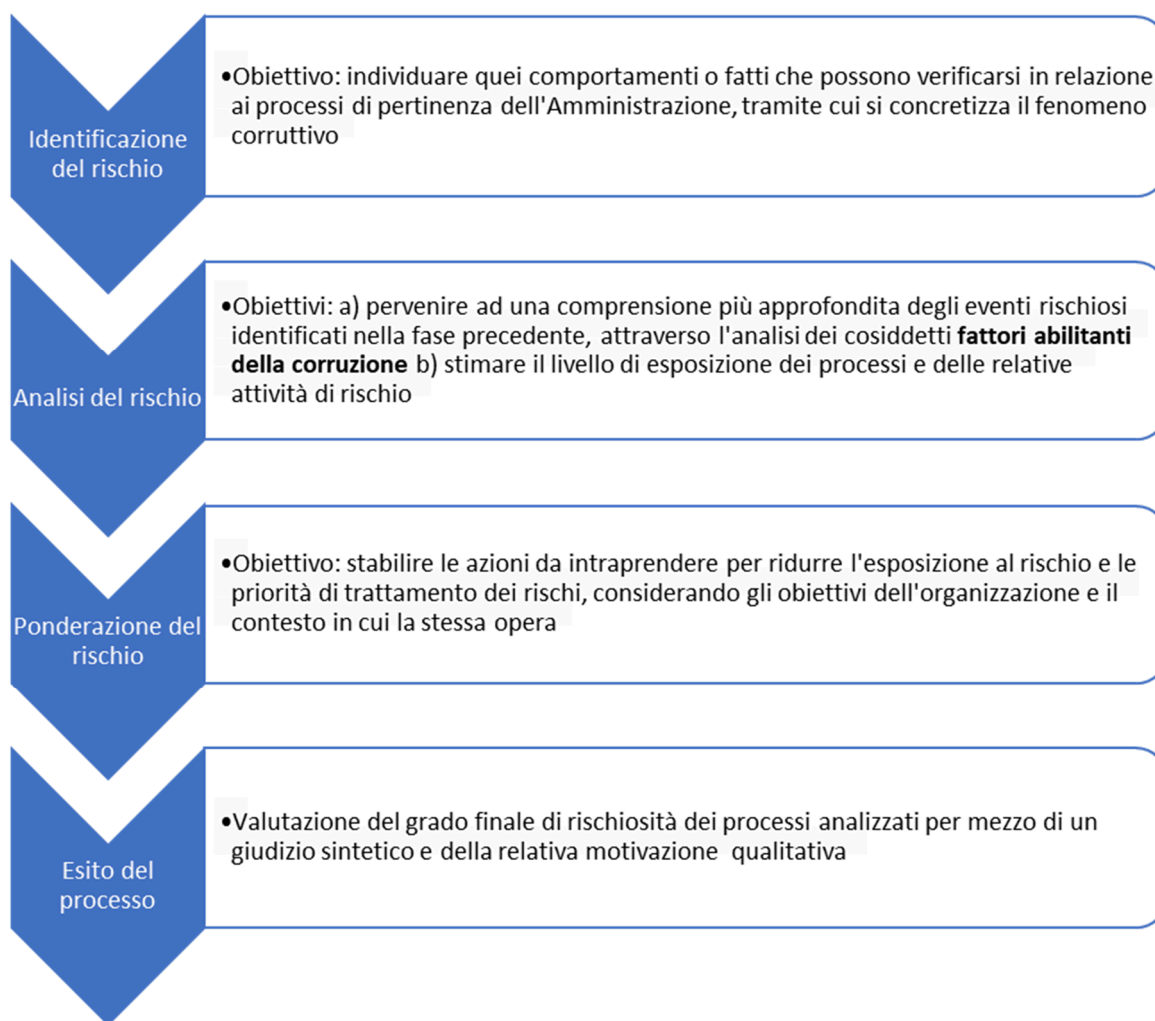 Identificazione
del rischio
•Obiettivo: individuare quei comportamenti o fatti che possono verificarsi in relazione
ai processi di pertinenza dell'Amministrazione, tramite cui si concretizza il fenomeno
corruttivo
Analisi del rischio
•Obiettivi: a) pervenire ad una comprensione più approfondita degli eventi rischiosi
identificati nella fase precedente, attraverso l'analisi dei cosiddetti fattori abilitanti
della corruzione b) stimare il livello di esposizione dei processi e delle relative
attività di rischio
Ponderazione del
rischio
•Obiettivo: stabilire le azioni da intraprendere per ridurre l'esposizione al rischio e le
priorità di trattamento dei rischi, considerando gli obiettivi dell'organizzazione e il
contesto in cui la stessa opera
Esito del
processo
•Valutazione del grado finale di rischiosità dei processi analizzati per mezzo di un
giudizio sintetico e della relativa motivazione qualitativa